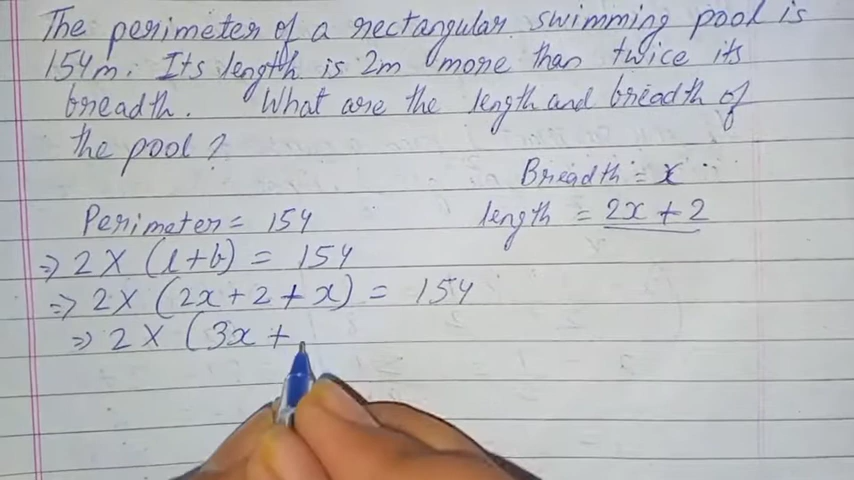 The perimeter of a rectangular swimming pool is
154m. Its length is 2m more than twice its
breadth. What are the length and breadth of
the pool?
Breadth = x
Perimeter = 154
length = 2x + 2
⇒ 2 × (l+b) = 154
⇒ 2 × (2x + 2 + x) = 154
⇒ 2 × (3x +